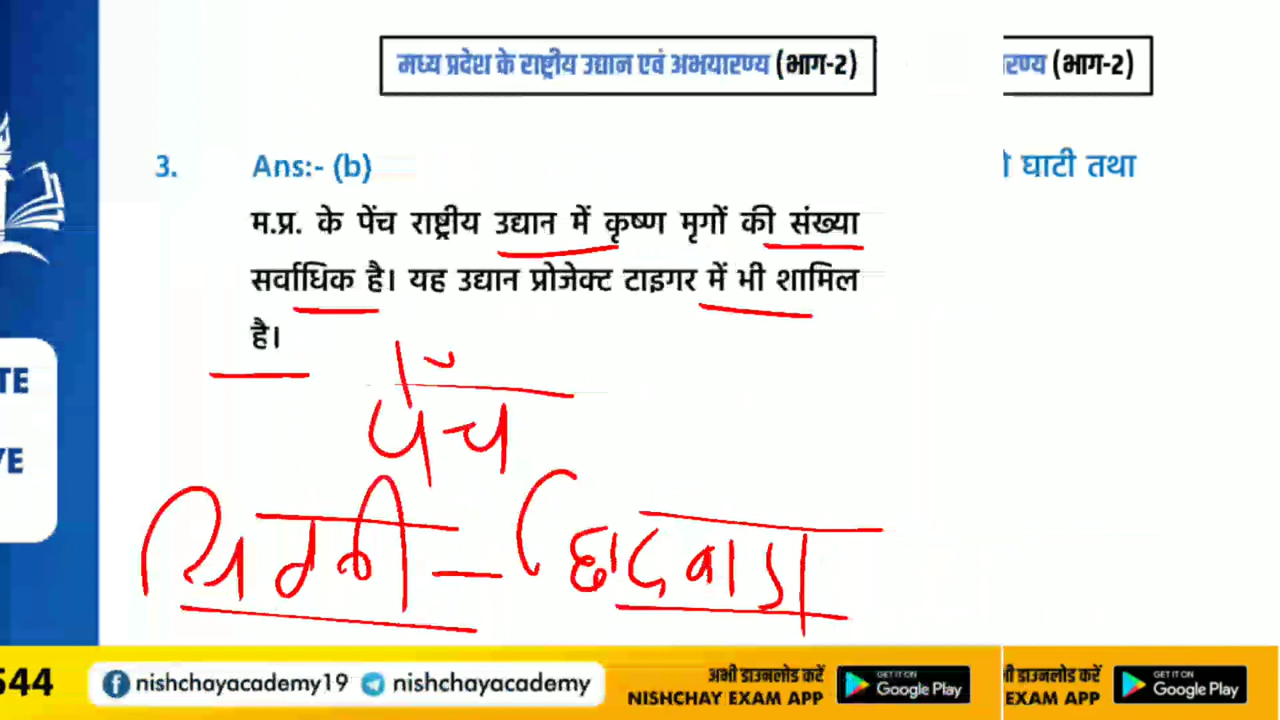 मध्य प्रदेश के राष्ट्रीय उद्यान एवं अभयारण्य (भाग-2)
रण्य (भाग-2)
3. Ans:- (b)
घाटी तथा
म.प्र. के पेंच राष्ट्रीय उद्यान में कृष्ण मृगों की संख्या
सर्वाधिक है। यह उद्यान प्रोजेक्ट टाइगर में भी शामिल
है।
पेंच
छिदवाडा
TE
VE
544
nishchayacademy19
nishchayacademy
अभी डाउनलोड करें
NISHCHAY EXAM APP
GET IT ON
Google Play
ी डाउनलोड करें
EXAM APP
GET IT ON
Google Play